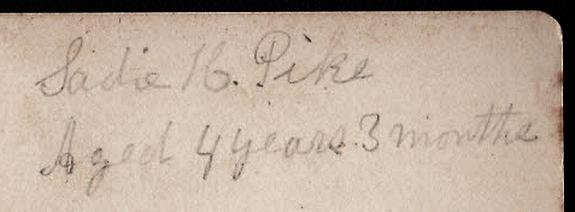 Sadie H. Pike
Aged 4 years 3 months